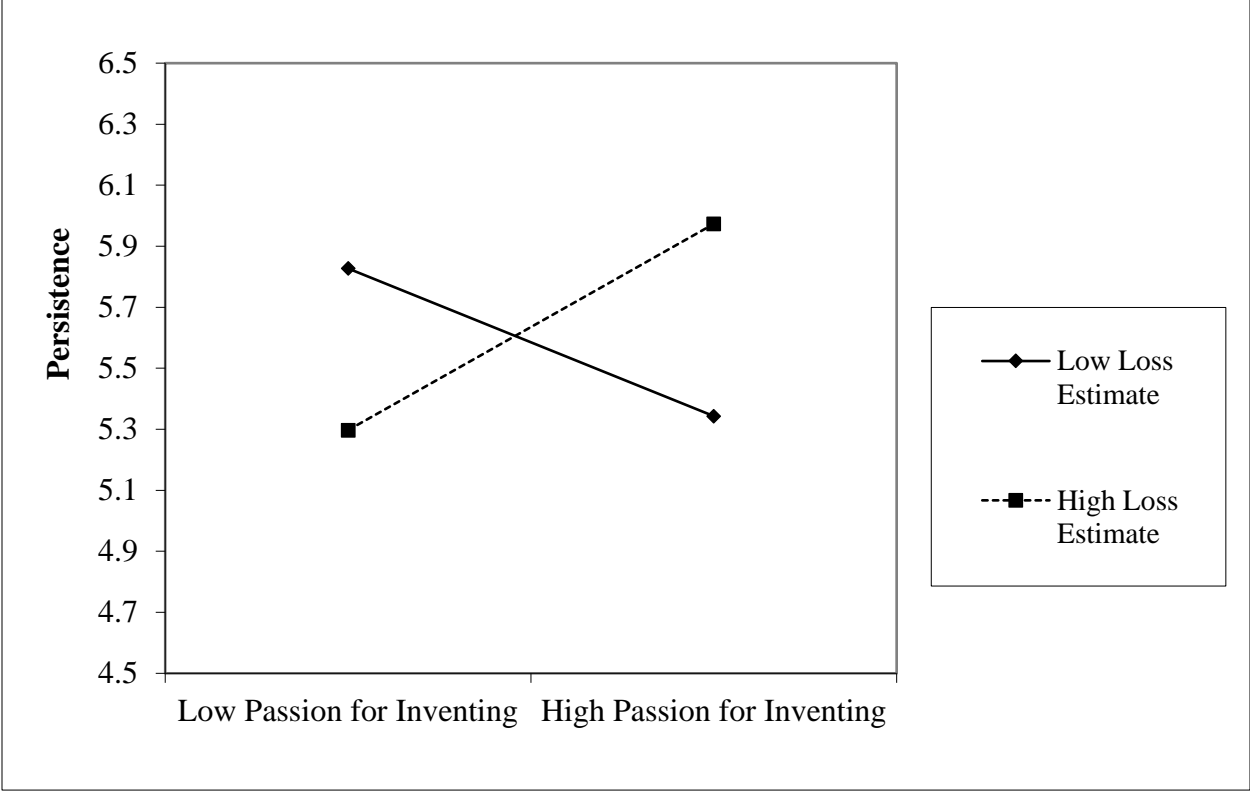 6.5
6.3
6.1
5.9
5.7
5.5
5.3
5.1
4.9
4.7
4.5
Persistence
Low Passion for Inventing
High Passion for Inventing
Low Loss
Estimate
High Loss
Estimate